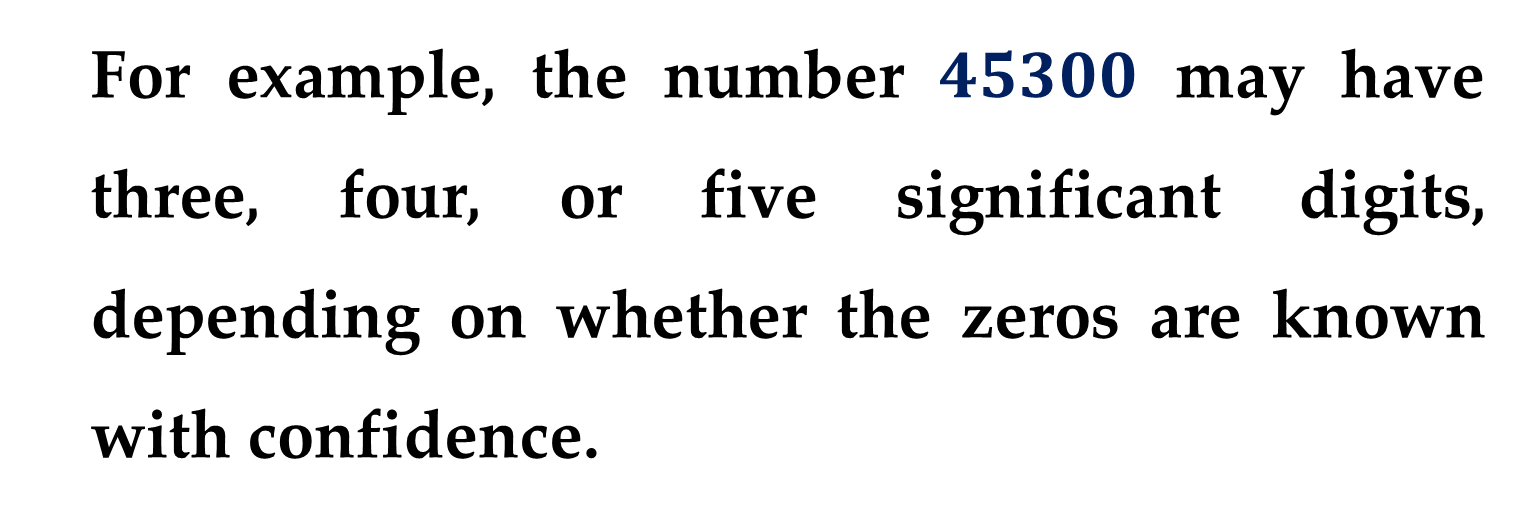 For example, the number 45300 may have
three, four, or five significant digits,
depending on whether the zeros are known
with confidence.